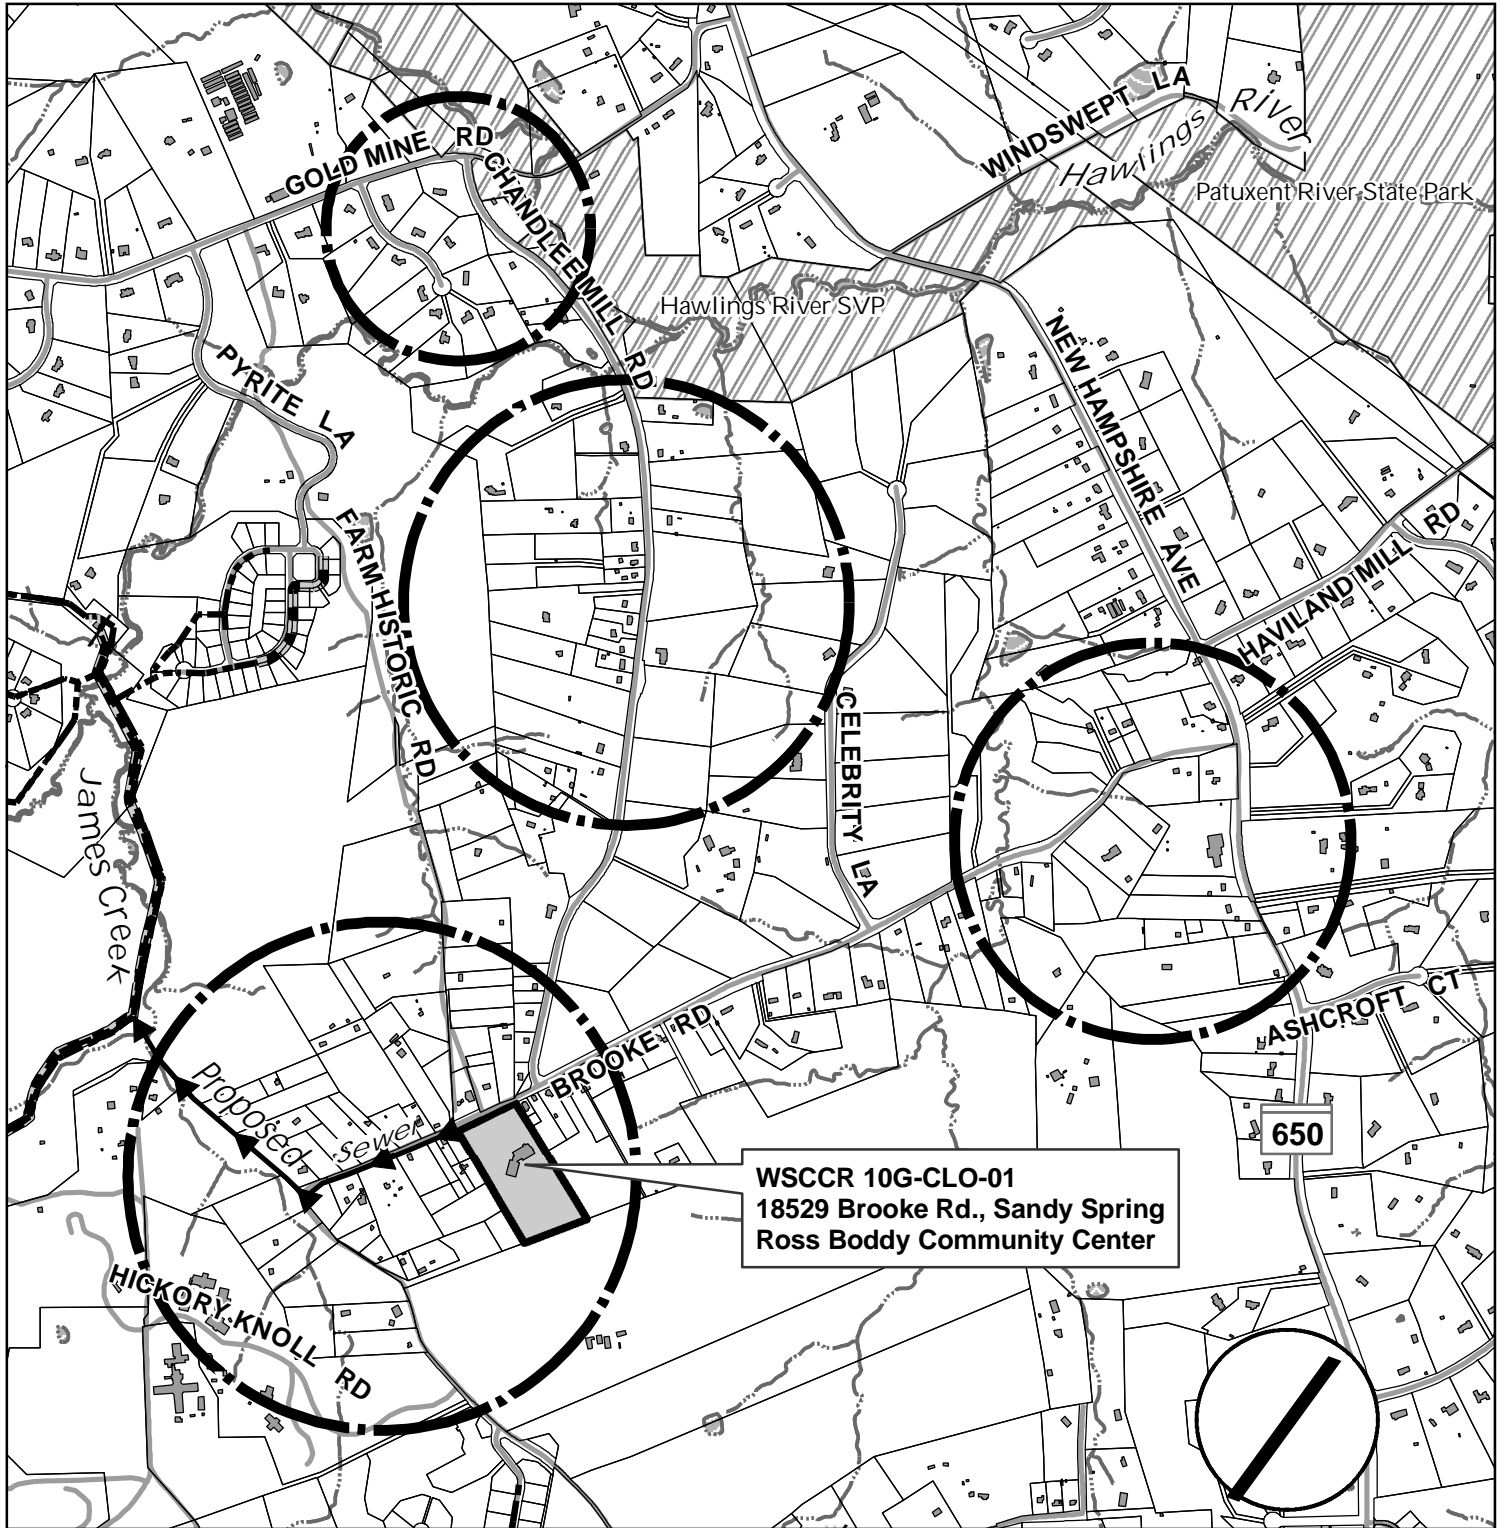 WINDSWEPT LA
Hawlings River
GOLD MINE RD
CHANDLEE MILL RD
Patuxent River State Park
Hawlings River SVP
NEW HAMPSHIRE AVE
PYRITE LA
FARM HISTORIC RD
HAVILAND MILL RD
CELEBRITY LA
James Creek
ASHCROFT CT
BROOKE RD
Proposed sewer
650
WSCCR 10G-CLO-01
18529 Brooke Rd., Sandy Spring
Ross Boddy Community Center
HICKORY KNOLL RD